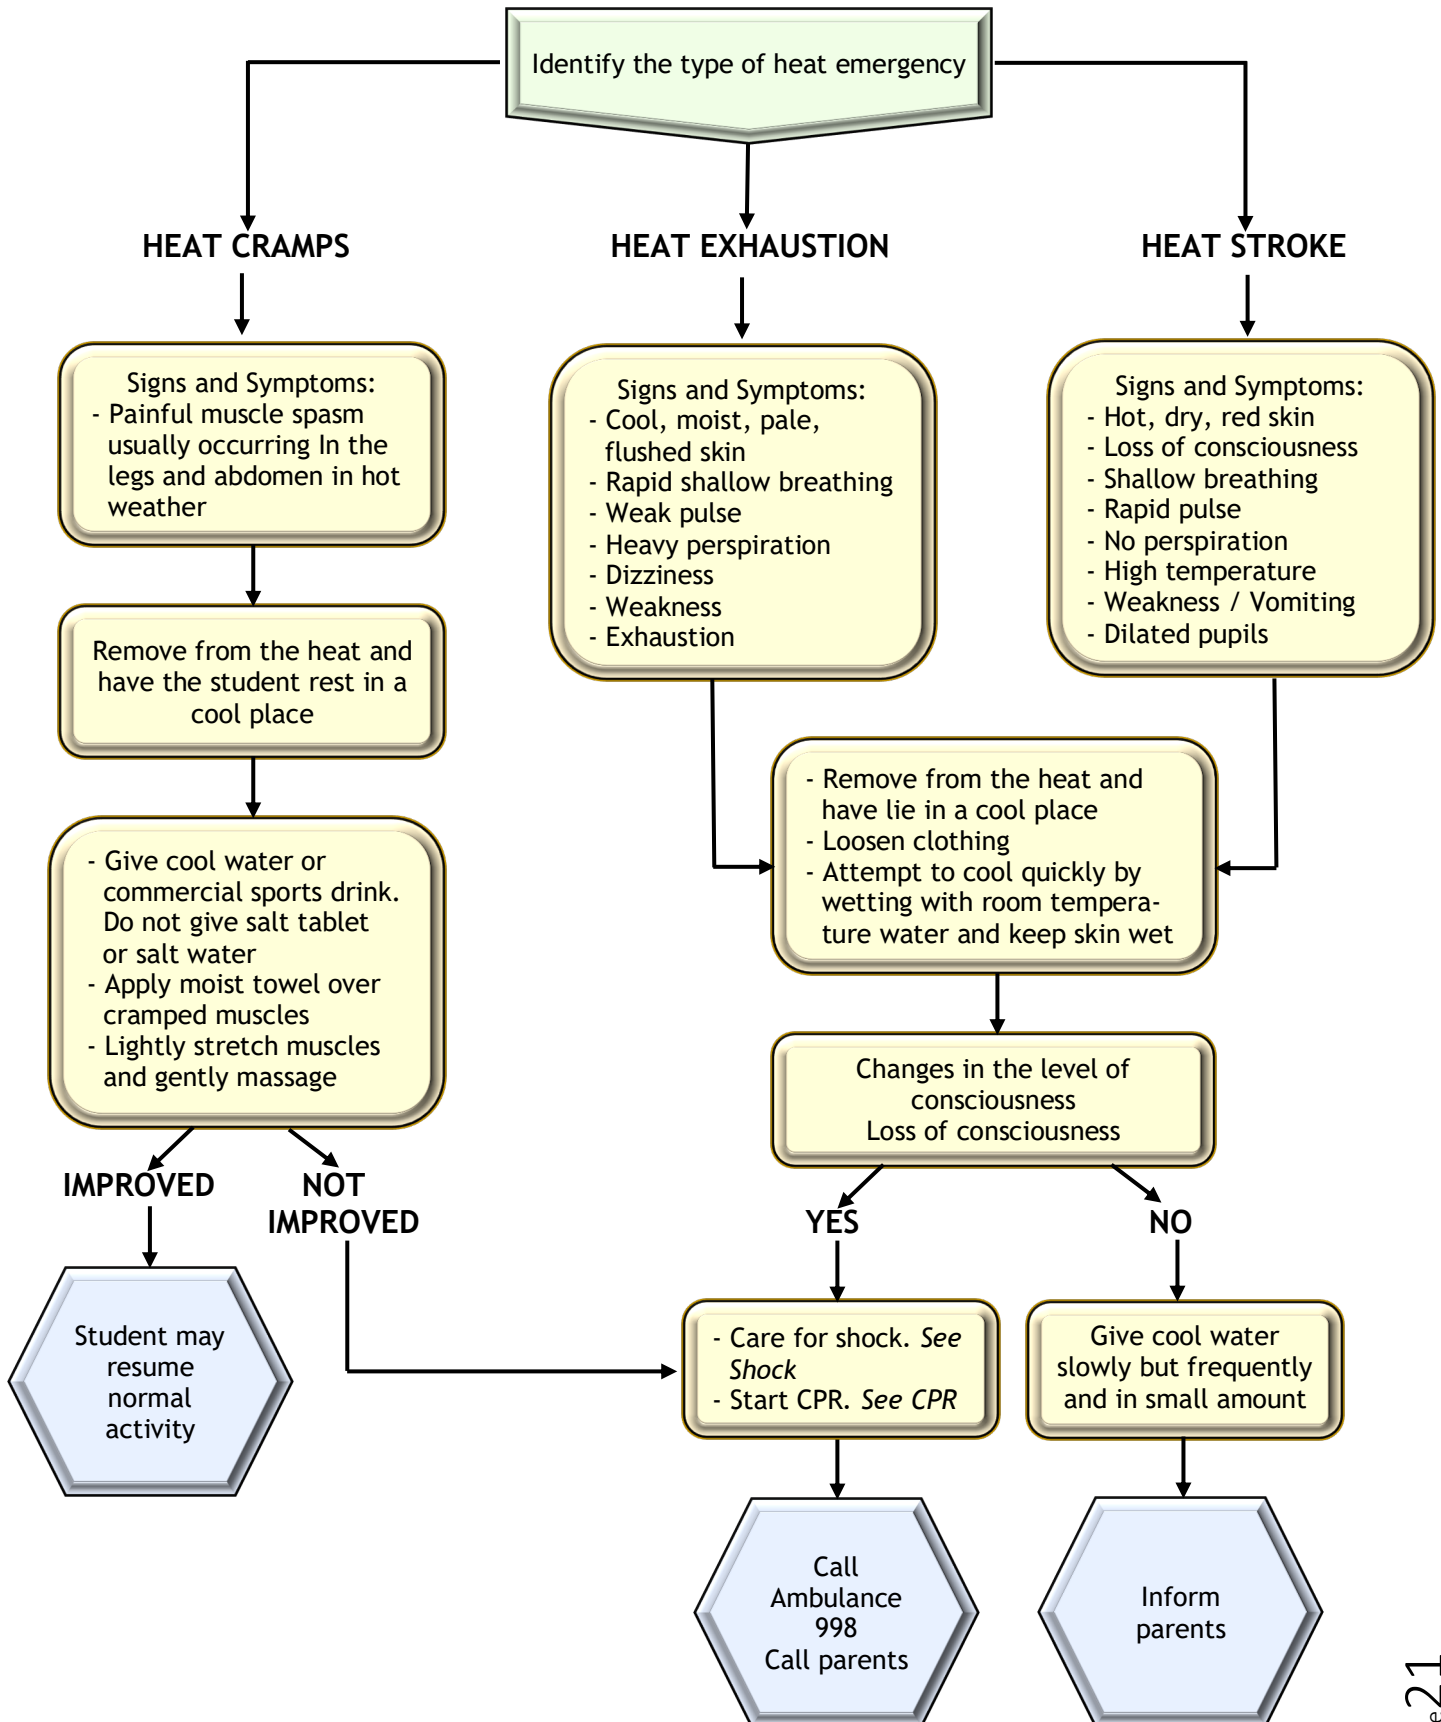 Identify the type of heat emergency
HEAT CRAMPS
HEAT EXHAUSTION
HEAT STROKE
Signs and Symptoms:
- Painful muscle spasm
usually occurring In the
legs and abdomen in hot
weather
Signs and Symptoms:
- Cool, moist, pale,
flushed skin
- Rapid shallow breathing
- Weak pulse
- Heavy perspiration
- Dizziness
- Weakness
- Exhaustion
Signs and Symptoms:
- Hot, dry, red skin
- Loss of consciousness
- Shallow breathing
- Rapid pulse
- No perspiration
- High temperature
- Weakness / Vomiting
- Dilated pupils
Remove from the heat and
have the student rest in a
cool place
- Remove from the heat and
have lie in a cool place
- Loosen clothing
- Attempt to cool quickly by
wetting with room tempera-
ture water and keep skin wet
- Give cool water or
commercial sports drink.
Do not give salt tablet
or salt water
- Apply moist towel over
cramped muscles
- Lightly stretch muscles
and gently massage
Changes in the level of
consciousness
Loss of consciousness
IMPROVED
NOT
IMPROVED
YES
NO
Student may
resume
normal
activity
- Care for shock. See
Shock
- Start CPR. See CPR
Give cool water
slowly but frequently
and in small amount
Call
Ambulance
998
Call parents
Inform
parents
21